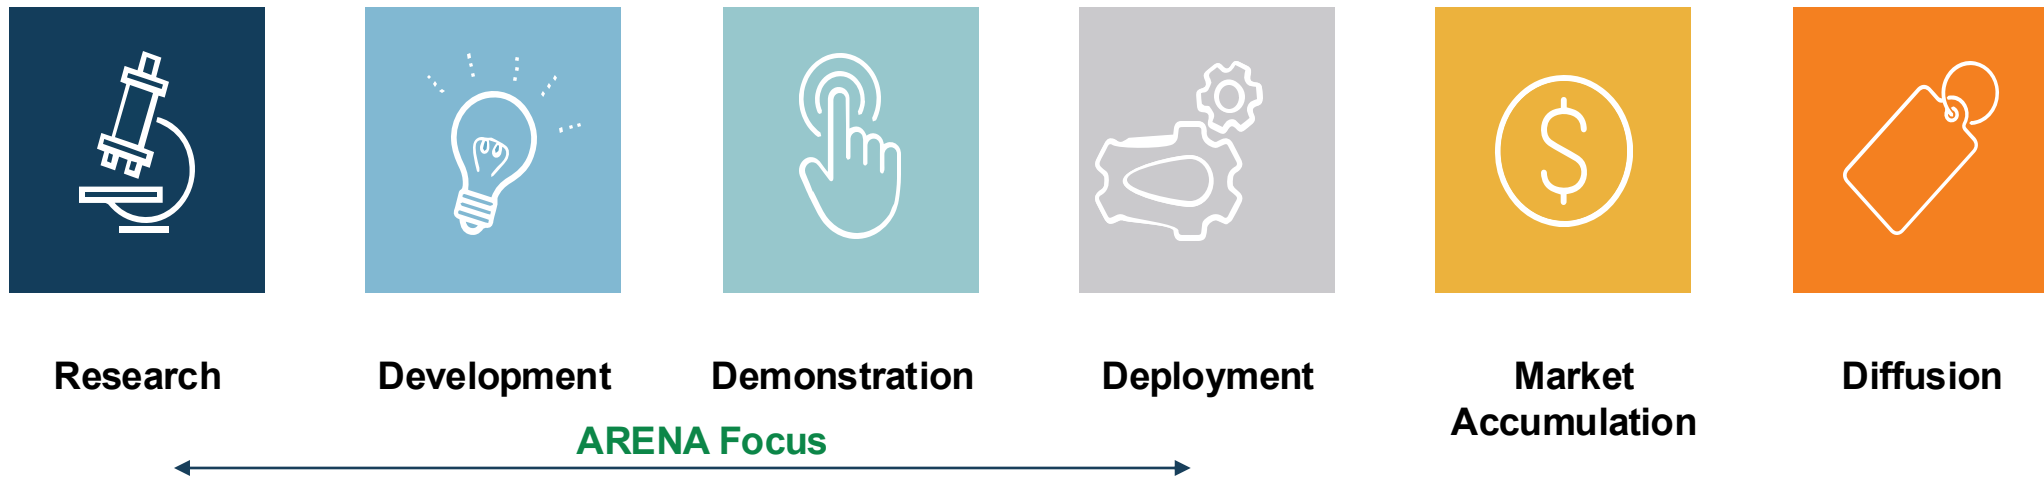 Research
Development
Demonstration
Deployment
Market
Accumulation
Diffusion
ARENA Focus